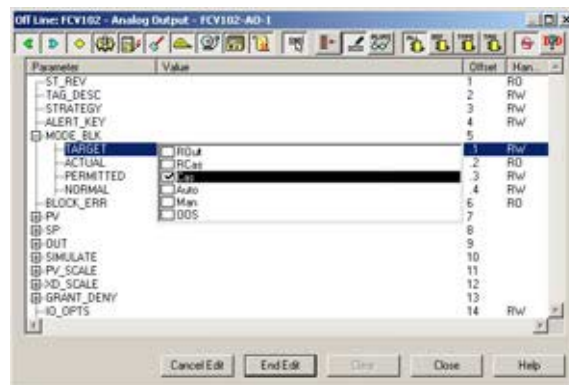 Off Line: FCV102 - Analog Output - FCV102-AO-1
Parameter Value Offset Han...
ST_REV 1 RO
TAG_DESC 2 RW
STRATEGY 3 RW
ALERT_KEY 4 RW
MODE_BLK 5
TARGET ROut .1 RW
ACTUAL RCas .2 RO
PERMITTED Cas .3 RW
NORMAL Auto .4 RW
BLOCK_ERR Man 6 RO
PV OOS 7
SP 8
OUT 9
SIMULATE 10
PV_SCALE 11
XD_SCALE 12
GRANT_DENY 13
IO_OPTS 14 RW
Cancel Edit End Edit Clear Close Help